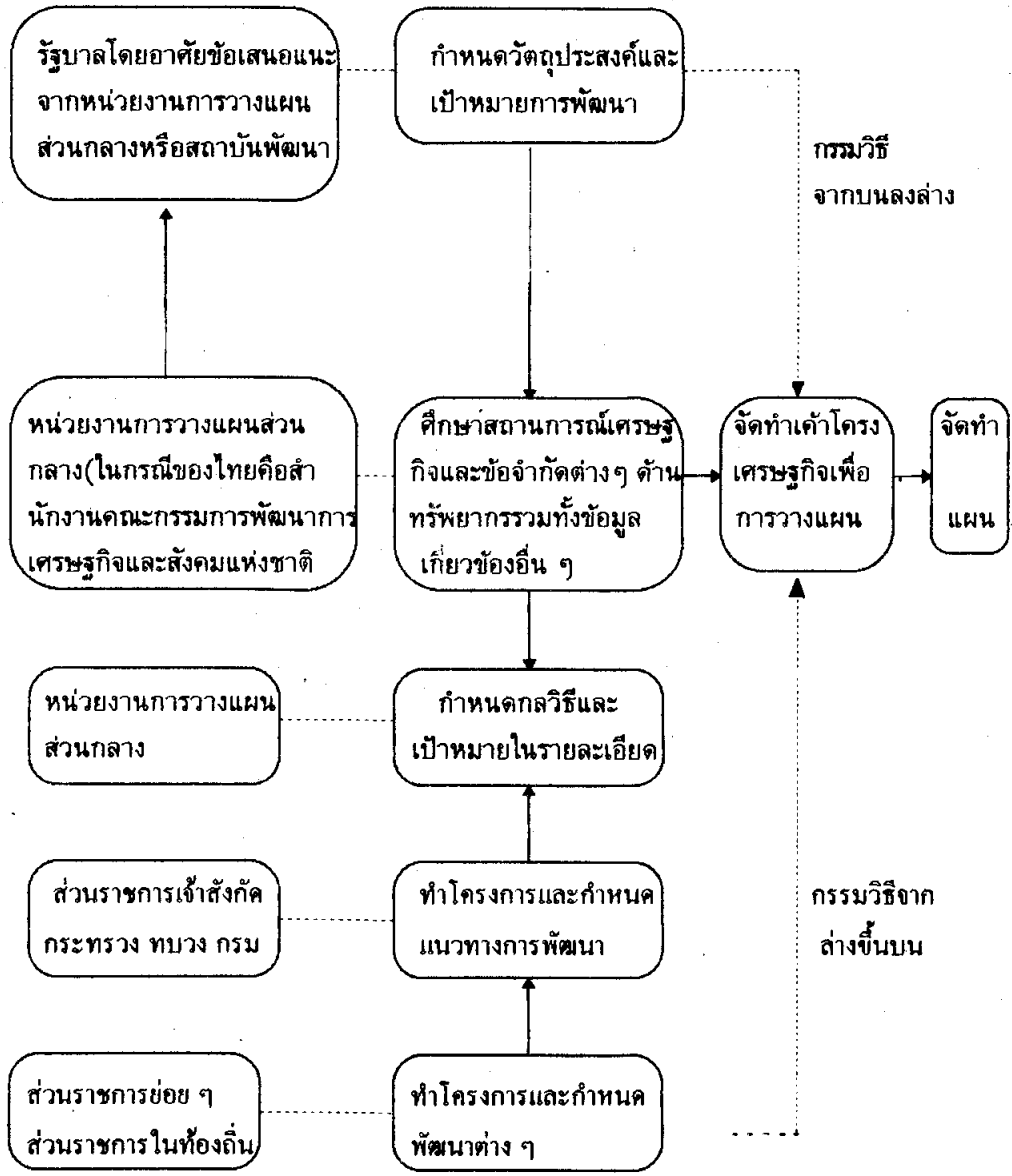 รัฐบาลโดยอาศัยข้อเสนอแนะ
จากหน่วยงานการวางแผน
ส่วนกลางหรือสถาบันพัฒนา
กำหนดวัตถุประสงค์และ
เป้าหมายการพัฒนา
กรรมวิธี
จากบนลงล่าง
หน่วยงานการวางแผนส่วน
กลาง(ในกรณีของไทยคือสำ
นักงานคณะกรรมการพัฒนาการ
เศรษฐกิจและสังคมแห่งชาติ
ศึกษาสถานการณ์เศรษฐ
กิจและข้อจำกัดต่างๆ ด้าน
ทรัพยากรรวมทั้งข้อมูล
เกี่ยวข้องอื่น ๆ
จัดทำเค้าโครง
เศรษฐกิจเพื่อ
การวางแผน
จัดทำ
แผน
หน่วยงานการวางแผน
ส่วนกลาง
กำหนดกลวิธีและ
เป้าหมายในรายละเอียด
ส่วนราชการเจ้าสังกัด
กระทรวง ทบวง กรม
ทำโครงการและกำหนด
แนวทางการพัฒนา
กรรมวิธีจาก
ล่างขึ้นบน
ส่วนราชการย่อย ๆ
ส่วนราชการในท้องถิ่น
ทำโครงการและกำหนด
พัฒนาต่าง ๆ